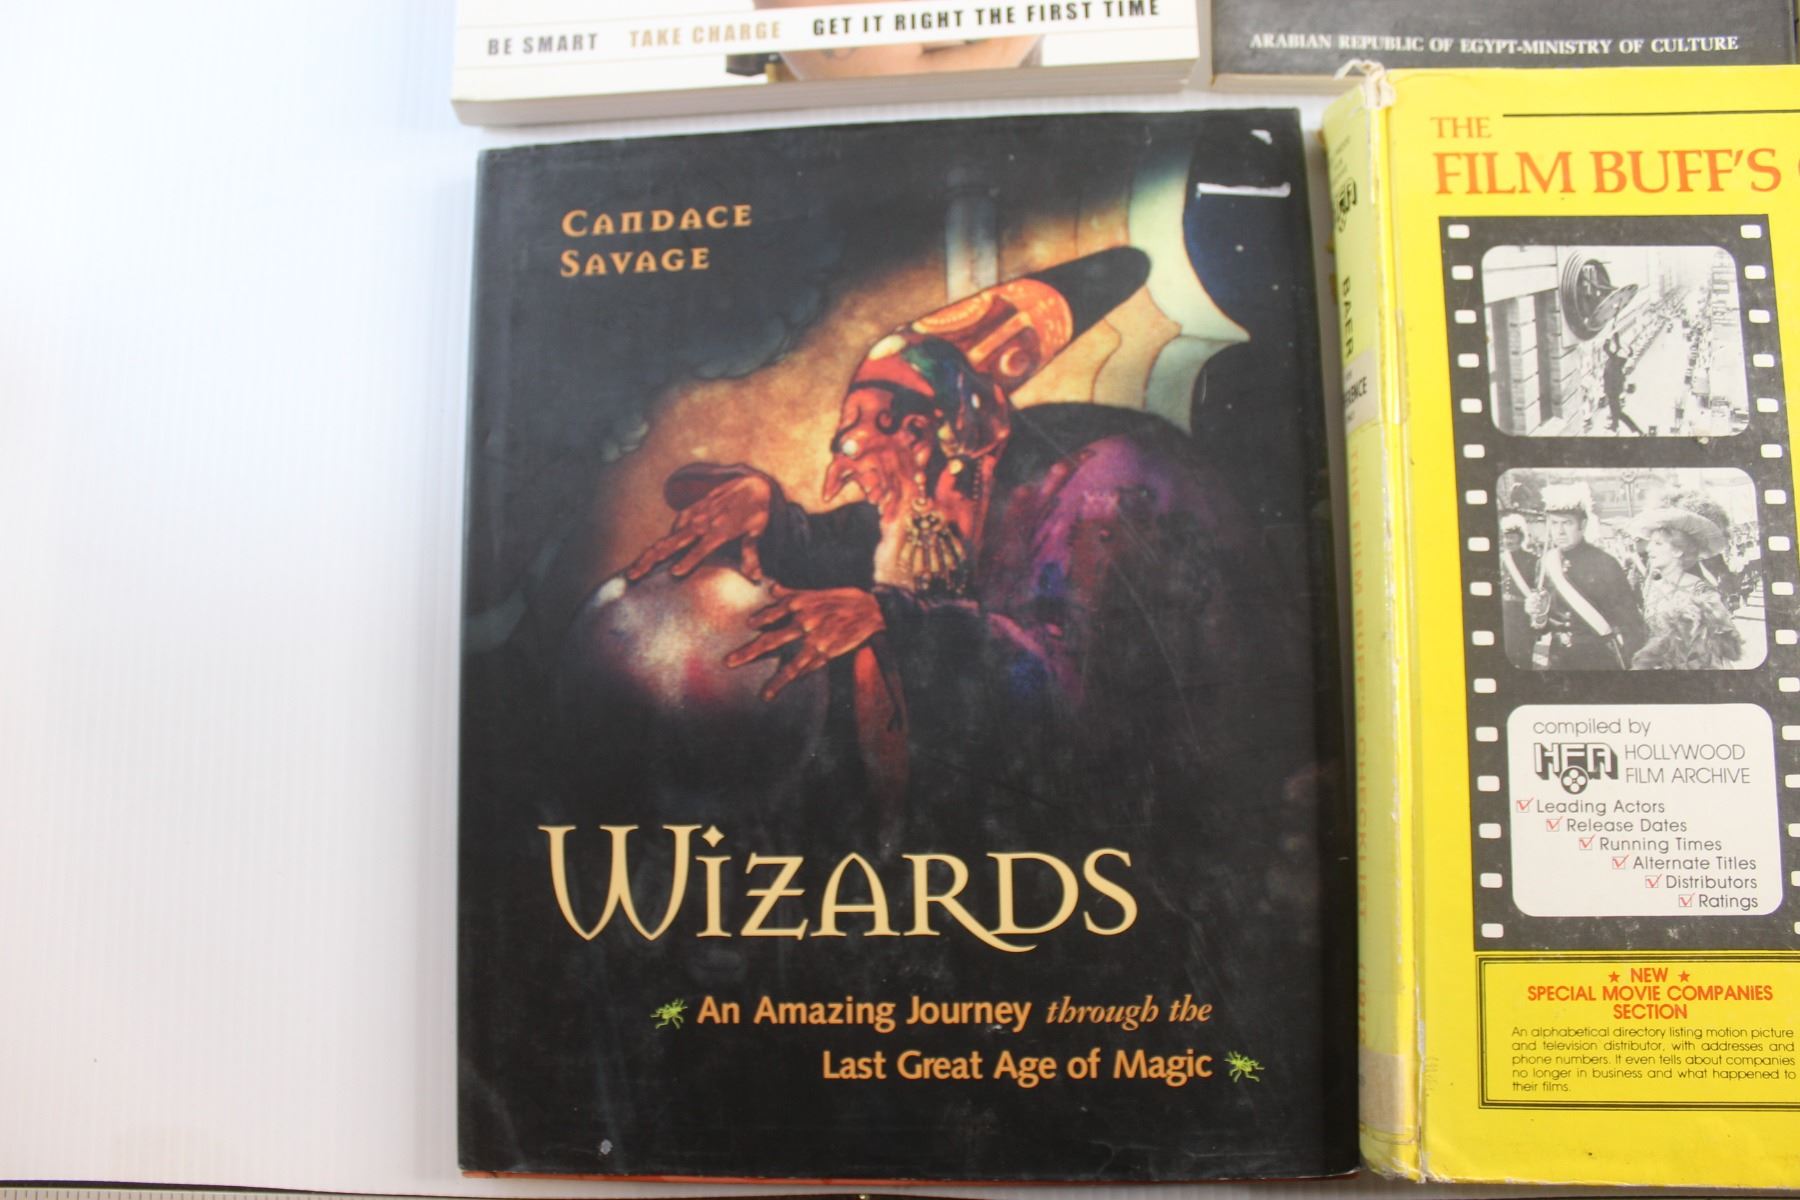 BE SMART TAKE CHARGE GET IT RIGHT THE FIRST TIME
ARABIAN REPUBLIC OF EGYPT-MINISTRY OF CULTURE
CANDACE
SAVAGE
WIZARDS
An Amazing Journey through the
Last Great Age of Magic
BAER
THE FILM BUFF'S CHECKLIST
THE
FILM BUFF'S
compiled by
HFA HOLLYWOOD
FILM ARCHIVE
Leading Actors
Release Dates
Running Times
Alternate Titles
Distributors
Ratings
★ NEW ★
SPECIAL MOVIE COMPANIES
SECTION
An alphabetical directory listing motion picture
and television distributor, with addresses and
phone numbers. It even tells about companies
no longer in business and what happened to
their films.